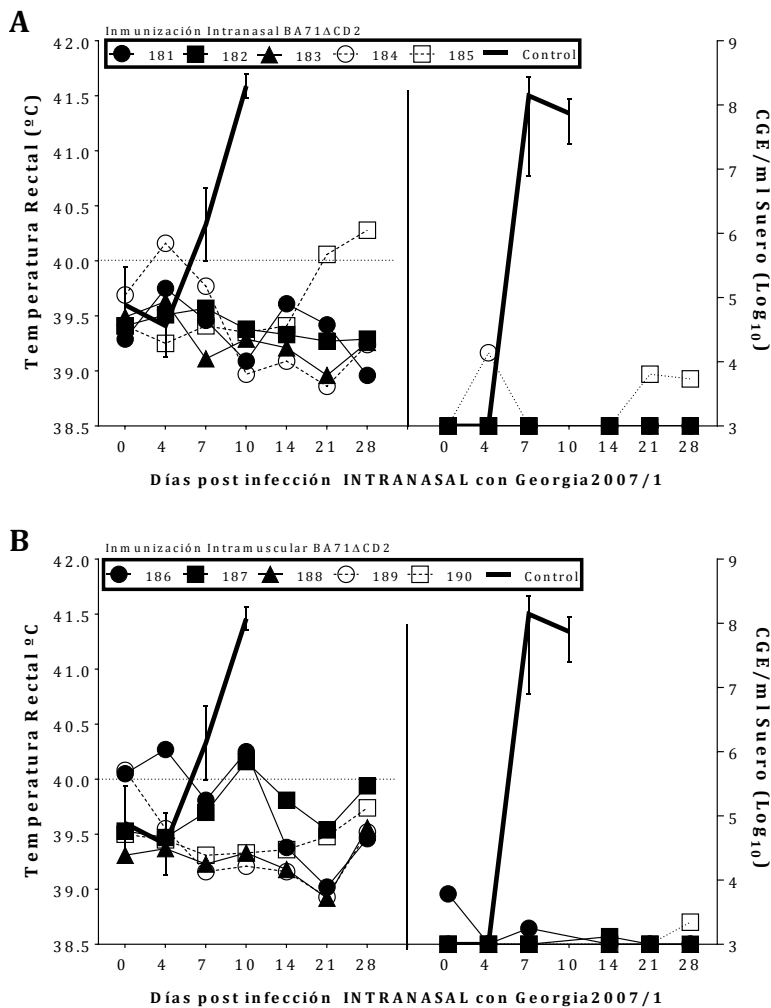 A
Inmunización Intranasal BA71ΔCD2
181 182 183 184 185 Control
Temperatura Rectal (ºC)
42.0
41.5
41.0
40.5
40.0
39.5
39.0
38.5
0 4 7 10 14 21 28
0 4 7 10 14 21 28
9
8
7
6
5
4
3
CGE/ml Suero (Log10)
Días post infección INTRANASAL con Georgia2007/1
B
Inmunización Intramuscular BA71ΔCD2
186 187 188 189 190 Control
Temperatura Rectal ºC
42.0
41.5
41.0
40.5
40.0
39.5
39.0
38.5
0 4 7 10 14 21 28
0 4 7 10 14 21 28
9
8
7
6
5
4
3
CGE/ml Suero (Log10)
Días post infección INTRANASAL con Georgia2007/1